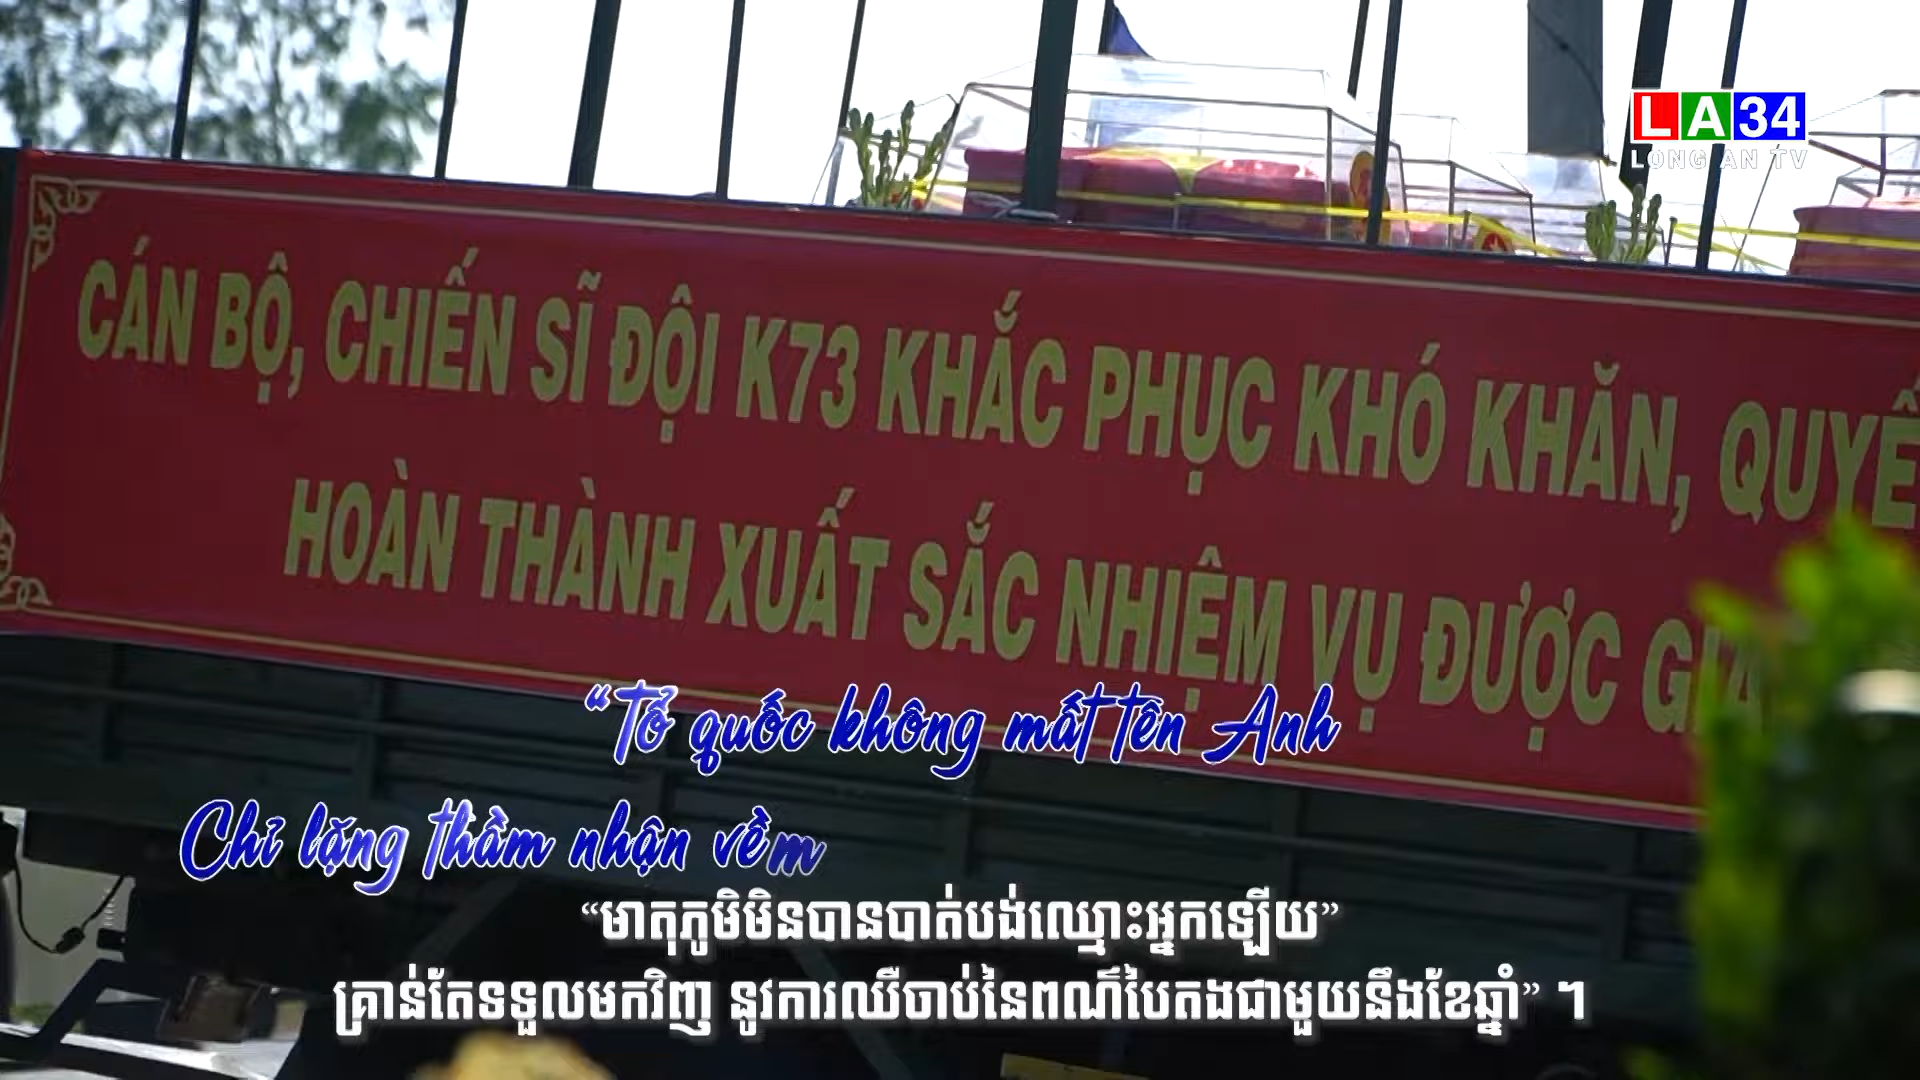 LA34
LONG AN TV
CÁN BỘ, CHIẾN SĨ ĐỘI K73 KHẮC PHỤC KHÓ KHĂN,
HOÀN THÀNH XUẤT SẮC NHIỆM VỤ ĐƯỢC
“Tổ quốc không mất tên Anh
Chỉ lặng thầm nhận về m
“មាតុភូមិមិនបានបាត់បង់ឈ្មោះអ្នកឡើយ”
គ្រាន់តែទទួលមកវិញ នូវការឈឺចាប់នៃពណ៌បៃតងជាមួយនឹងខែឆ្នាំ” ។